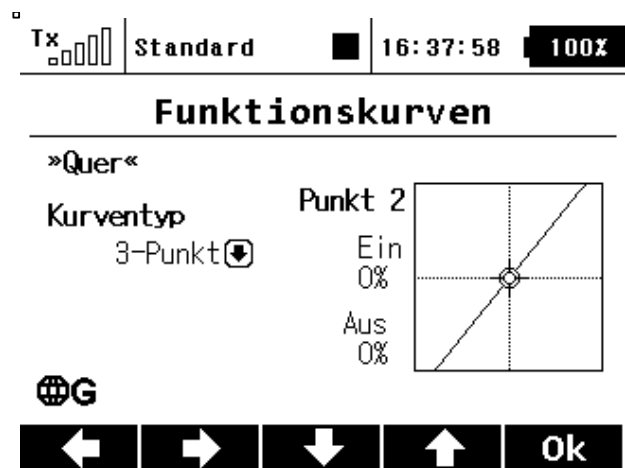 Tx Standard 16:37:58 100%
Funktionskurven
»Quer«
Kurventyp
3-Punkt
Punkt 2
Ein
0%
Aus
0%
G
Ok